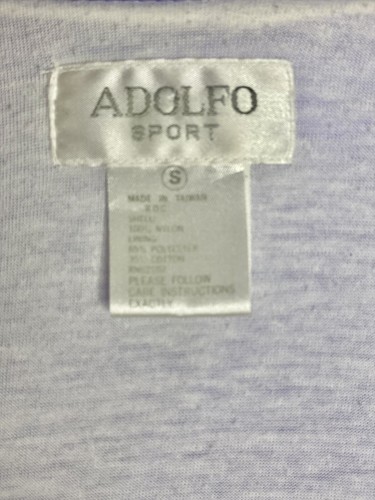 ADOLFO
SPORT
S
MADE IN TAIWAN
SHELL:
100% NYLON
LINING:
65% POLYESTER
35% COTTON
PLEASE FOLLOW
CARE INSTRUCTIONS
EXACTLY